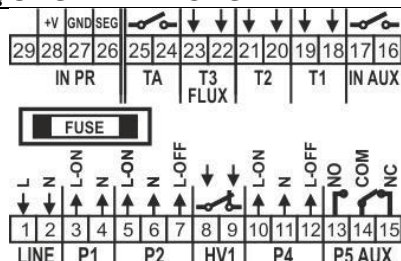 +V GND SEG
29 28 27 26 25 24 23 22 21 20 19 18 17 16
IN PR TA T3 T2 T1 IN AUX
FLUX
FUSE
L N L-ON N L-ON N L-OFF L-ON N L-OFF NO COM NC
1 2 3 4 5 6 7 8 9 10 11 12 13 14 15
LINE P1 P2 HV1 P4 P5 AUX